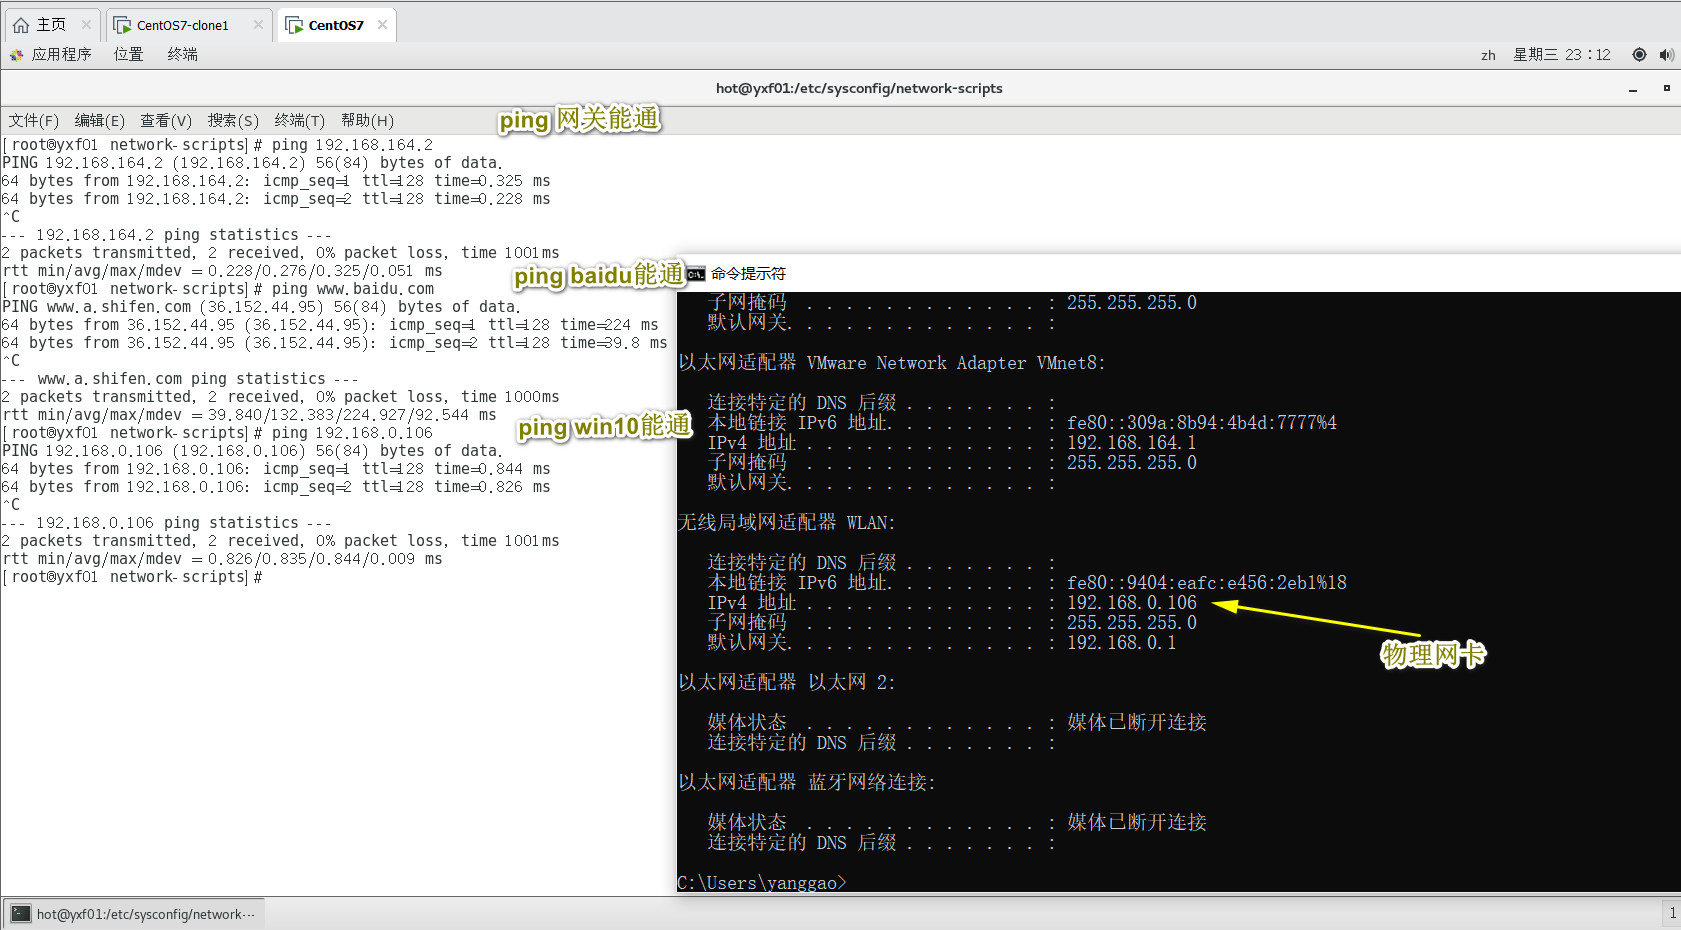 主页
CentOS7-clone1
CentOS7
应用程序 位置 终端
zh 星期三 23：12
hot@yxf01:/etc/sysconfig/network-scripts
文件(F) 编辑(E) 查看(V) 搜索(S) 终端(T) 帮助(H)
ping 网关能通
[root@yxf01 network-scripts]# ping 192.168.164.2
PING 192.168.164.2 (192.168.164.2) 56(84) bytes of data.
64 bytes from 192.168.164.2: icmp_seq=1 ttl=128 time=0.325 ms
64 bytes from 192.168.164.2: icmp_seq=2 ttl=128 time=0.228 ms
^C
--- 192.168.164.2 ping statistics ---
2 packets transmitted, 2 received, 0% packet loss, time 1001ms
rtt min/avg/max/mdev = 0.228/0.276/0.325/0.051 ms
ping baidu能通
[root@yxf01 network-scripts]# ping www.baidu.com
PING www.a.shifen.com (36.152.44.95) 56(84) bytes of data.
64 bytes from 36.152.44.95 (36.152.44.95): icmp_seq=1 ttl=128 time=224 ms
64 bytes from 36.152.44.95 (36.152.44.95): icmp_seq=2 ttl=128 time=39.8 ms
^C
--- www.a.shifen.com ping statistics ---
2 packets transmitted, 2 received, 0% packet loss, time 1000ms
rtt min/avg/max/mdev = 39.840/132.383/224.927/92.544 ms
ping win10能通
[root@yxf01 network-scripts]# ping 192.168.0.106
PING 192.168.0.106 (192.168.0.106) 56(84) bytes of data.
64 bytes from 192.168.0.106: icmp_seq=1 ttl=128 time=0.844 ms
64 bytes from 192.168.0.106: icmp_seq=2 ttl=128 time=0.826 ms
^C
--- 192.168.0.106 ping statistics ---
2 packets transmitted, 2 received, 0% packet loss, time 1001ms
rtt min/avg/max/mdev = 0.826/0.835/0.844/0.009 ms
[root@yxf01 network-scripts]#
命令提示符
子网掩码 . . . . . . . . . . . . : 255.255.255.0
默认网关. . . . . . . . . . . . . :
以太网适配器 VMware Network Adapter VMnet8:
连接特定的 DNS 后缀 . . . . . . . :
本地链接 IPv6 地址. . . . . . . . : fe80::309a:8b94:4b4d:7777%4
IPv4 地址 . . . . . . . . . . . . : 192.168.164.1
子网掩码 . . . . . . . . . . . . : 255.255.255.0
默认网关. . . . . . . . . . . . . :
无线局域网适配器 WLAN:
连接特定的 DNS 后缀 . . . . . . . :
本地链接 IPv6 地址. . . . . . . . : fe80::9404:eafc:e456:2eb1%18
IPv4 地址 . . . . . . . . . . . . : 192.168.0.106
子网掩码 . . . . . . . . . . . . : 255.255.255.0
默认网关. . . . . . . . . . . . . : 192.168.0.1
物理网卡
以太网适配器 以太网 2:
媒体状态 . . . . . . . . . . . . : 媒体已断开连接
连接特定的 DNS 后缀 . . . . . . . :
以太网适配器 蓝牙网络连接:
媒体状态 . . . . . . . . . . . . : 媒体已断开连接
连接特定的 DNS 后缀 . . . . . . . :
C:\Users\yanggao>
hot@yxf01:/etc/sysconfig/network-···
1